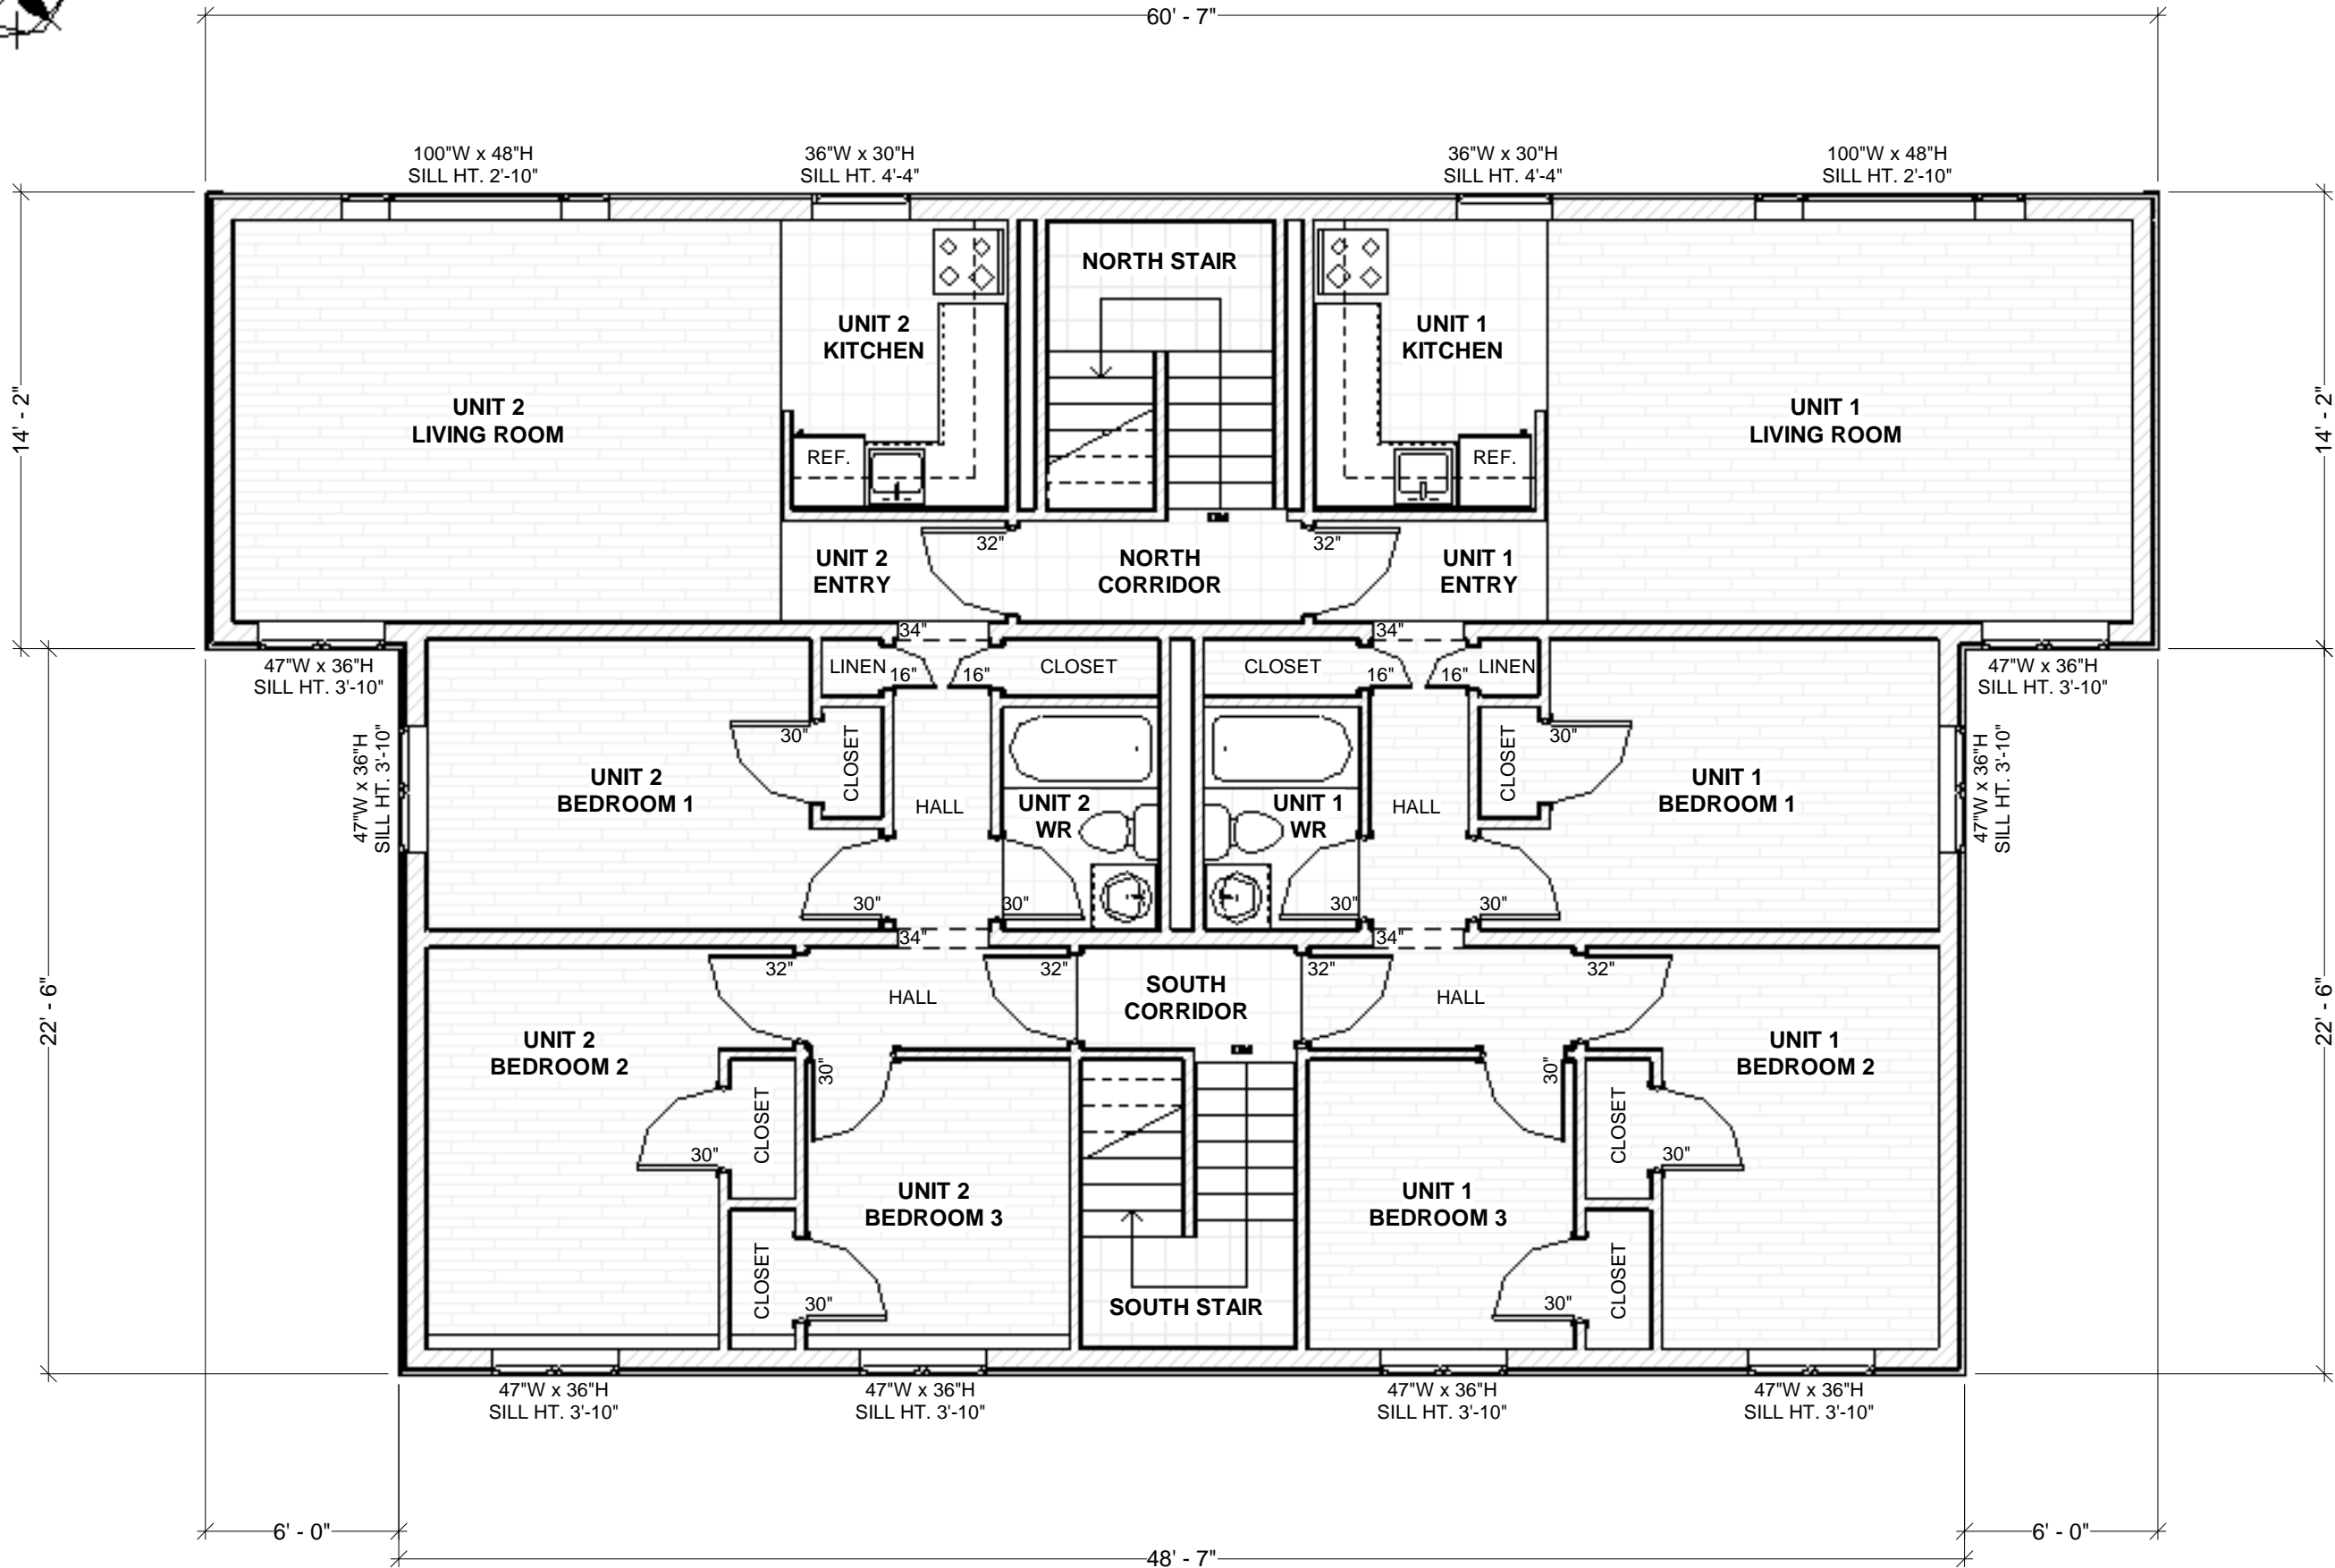 60' - 7"
100"W x 48"H
SILL HT. 2'-10"
36"W x 30"H
SILL HT. 4'-4"
36"W x 30"H
SILL HT. 4'-4"
100"W x 48"H
SILL HT. 2'-10"
14' - 2"
14' - 2"
NORTH STAIR
UNIT 2
KITCHEN
UNIT 1
KITCHEN
UNIT 2
LIVING ROOM
UNIT 1
LIVING ROOM
REF.
REF.
DM
32"
32"
UNIT 2
ENTRY
NORTH
CORRIDOR
UNIT 1
ENTRY
34"
34"
47"W x 36"H
SILL HT. 3'-10"
LINEN
16"
16"
CLOSET
CLOSET
16"
16"
LINEN
47"W x 36"H
SILL HT. 3'-10"
47"W x 36"H
SILL HT. 3'-10"
30"
CLOSET
CLOSET
30"
47"W x 36"H
SILL HT. 3'-10"
UNIT 2
BEDROOM 1
HALL
UNIT 2
WR
UNIT 1
WR
HALL
UNIT 1
BEDROOM 1
30"
30"
30"
30"
34"
34"
22' - 6"
22' - 6"
32"
32"
32"
32"
HALL
SOUTH
CORRIDOR
HALL
UNIT 2
BEDROOM 2
UNIT 1
BEDROOM 2
DM
30"
30"
CLOSET
CLOSET
30"
30"
UNIT 2
BEDROOM 3
UNIT 1
BEDROOM 3
CLOSET
CLOSET
30"
30"
SOUTH STAIR
47"W x 36"H
SILL HT. 3'-10"
47"W x 36"H
SILL HT. 3'-10"
47"W x 36"H
SILL HT. 3'-10"
47"W x 36"H
SILL HT. 3'-10"
6' - 0"
6' - 0"
48' - 7"